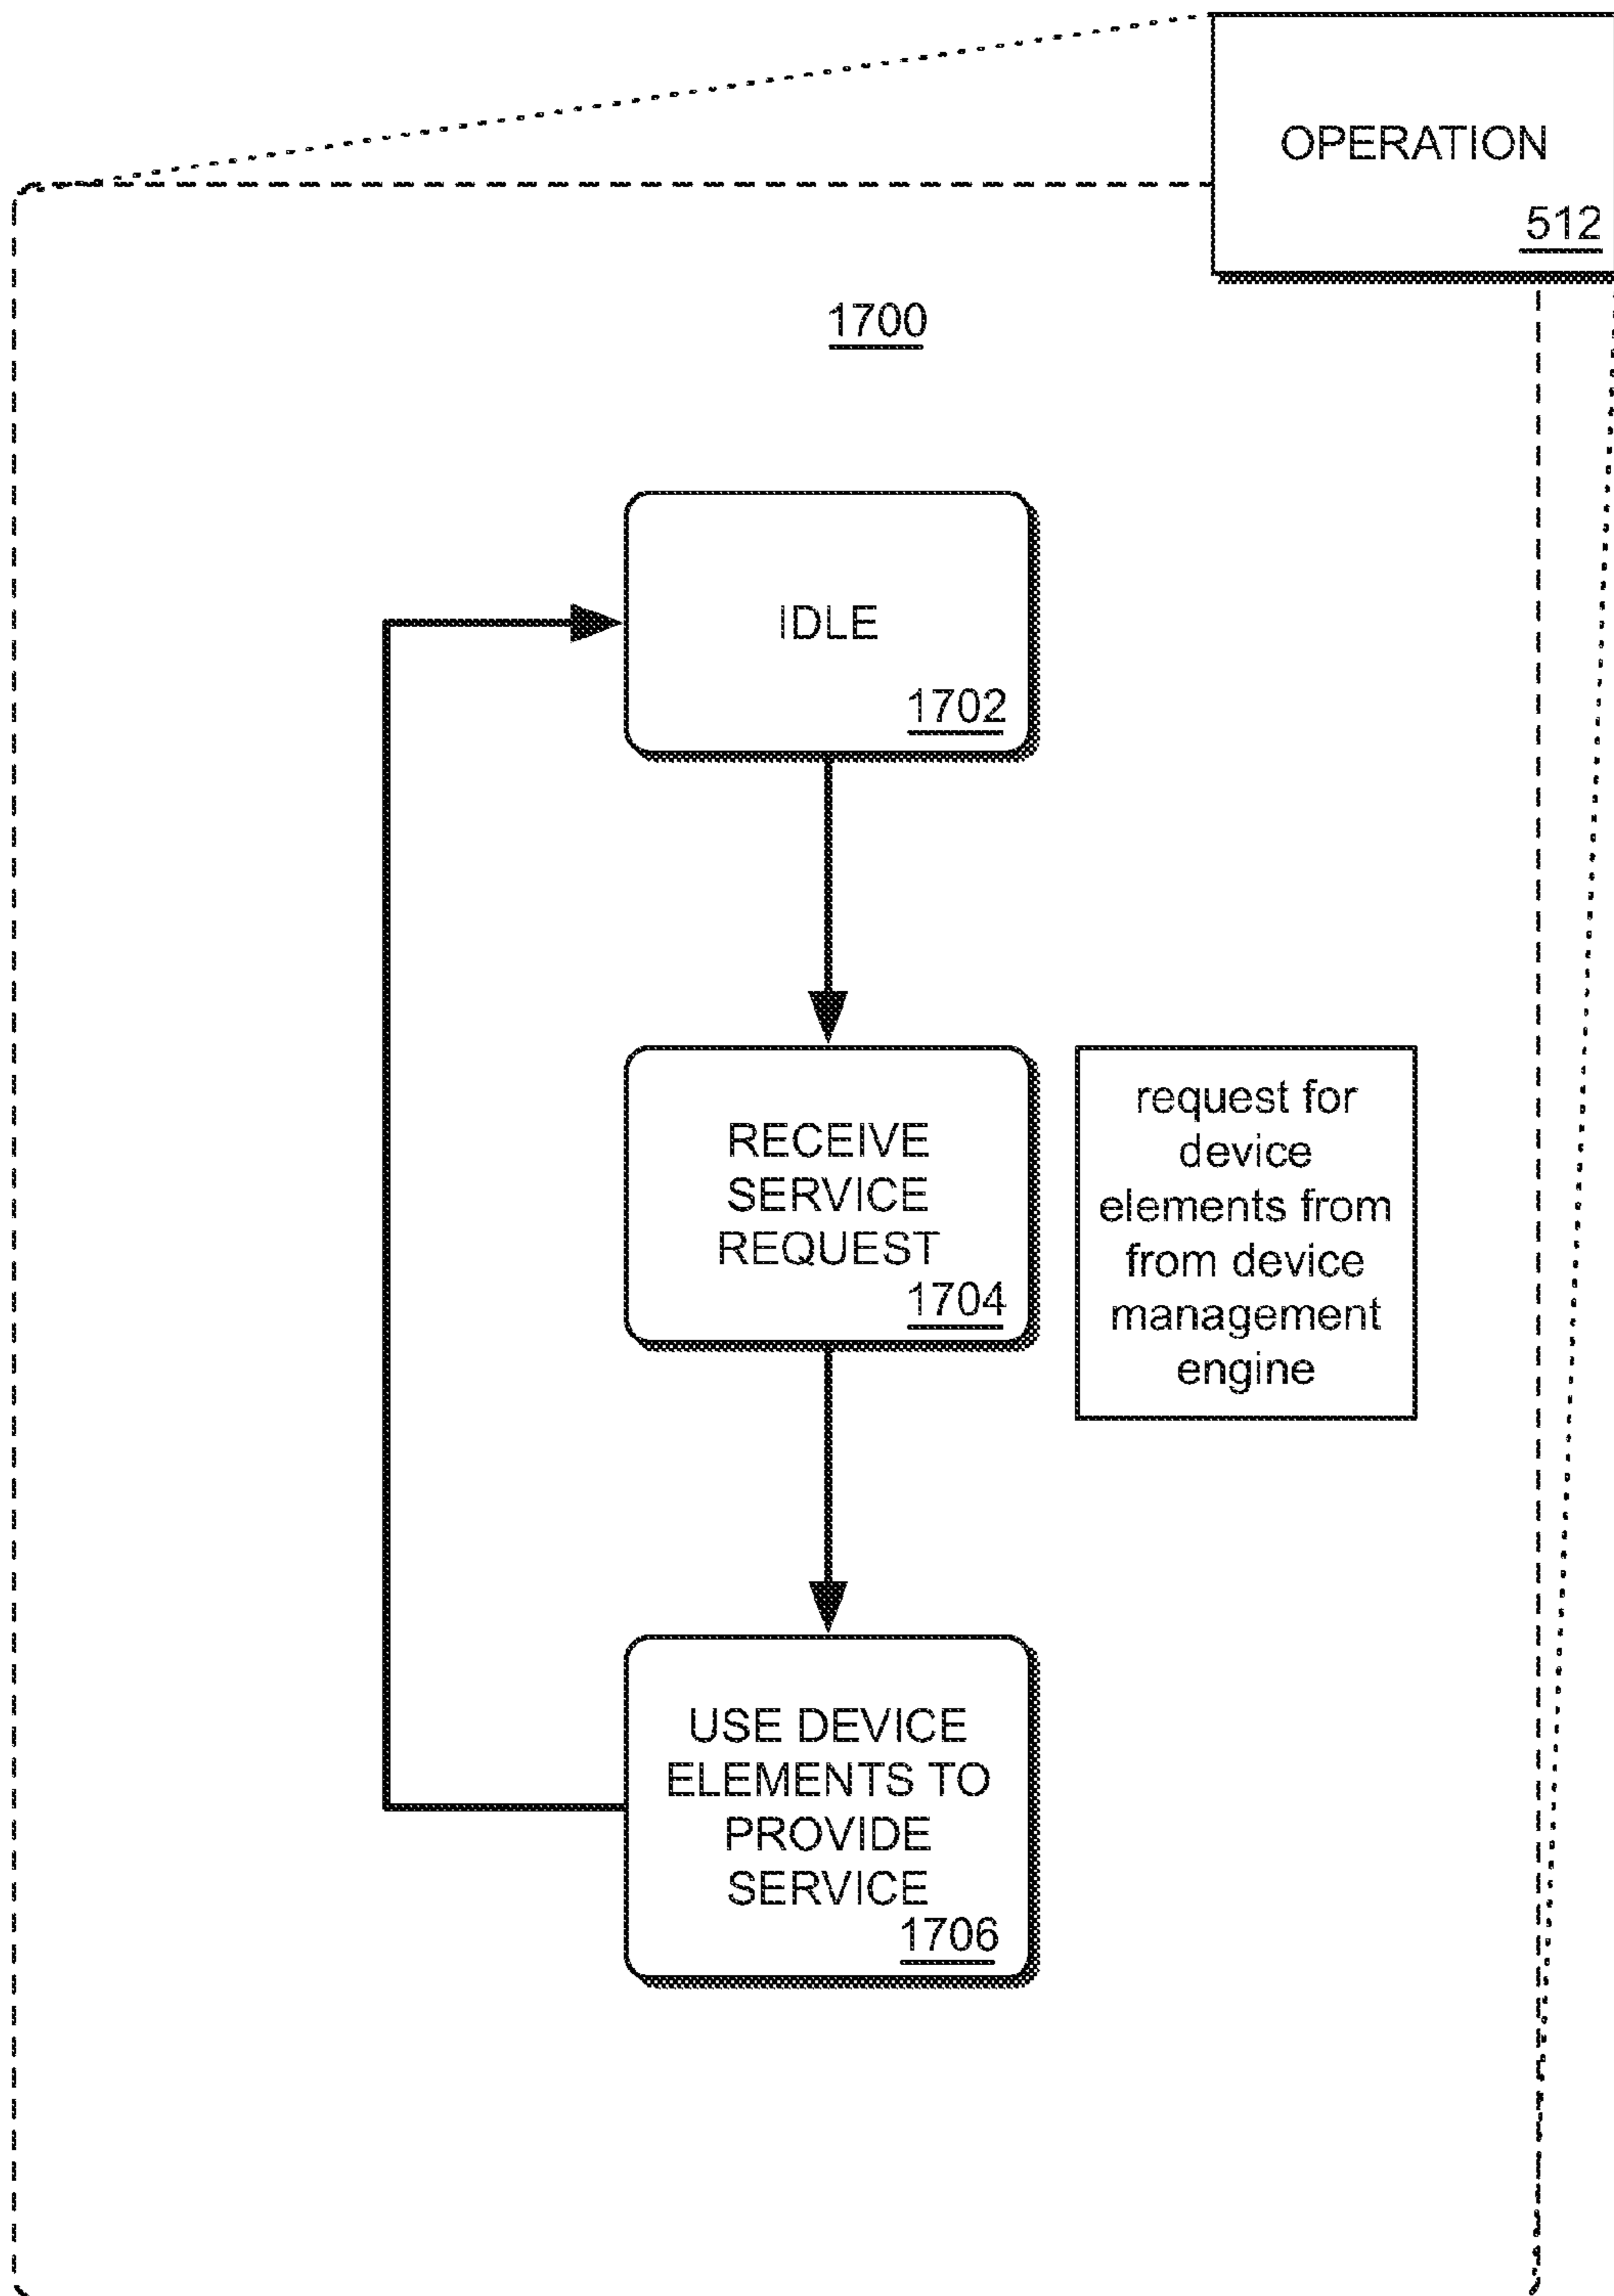 OPERATION
512
1700
IDLE
1702
RECEIVE
SERVICE
REQUEST
1704
request for
device
elements from
from device
management
engine
USE DEVICE
ELEMENTS TO
PROVIDE
SERVICE
1706